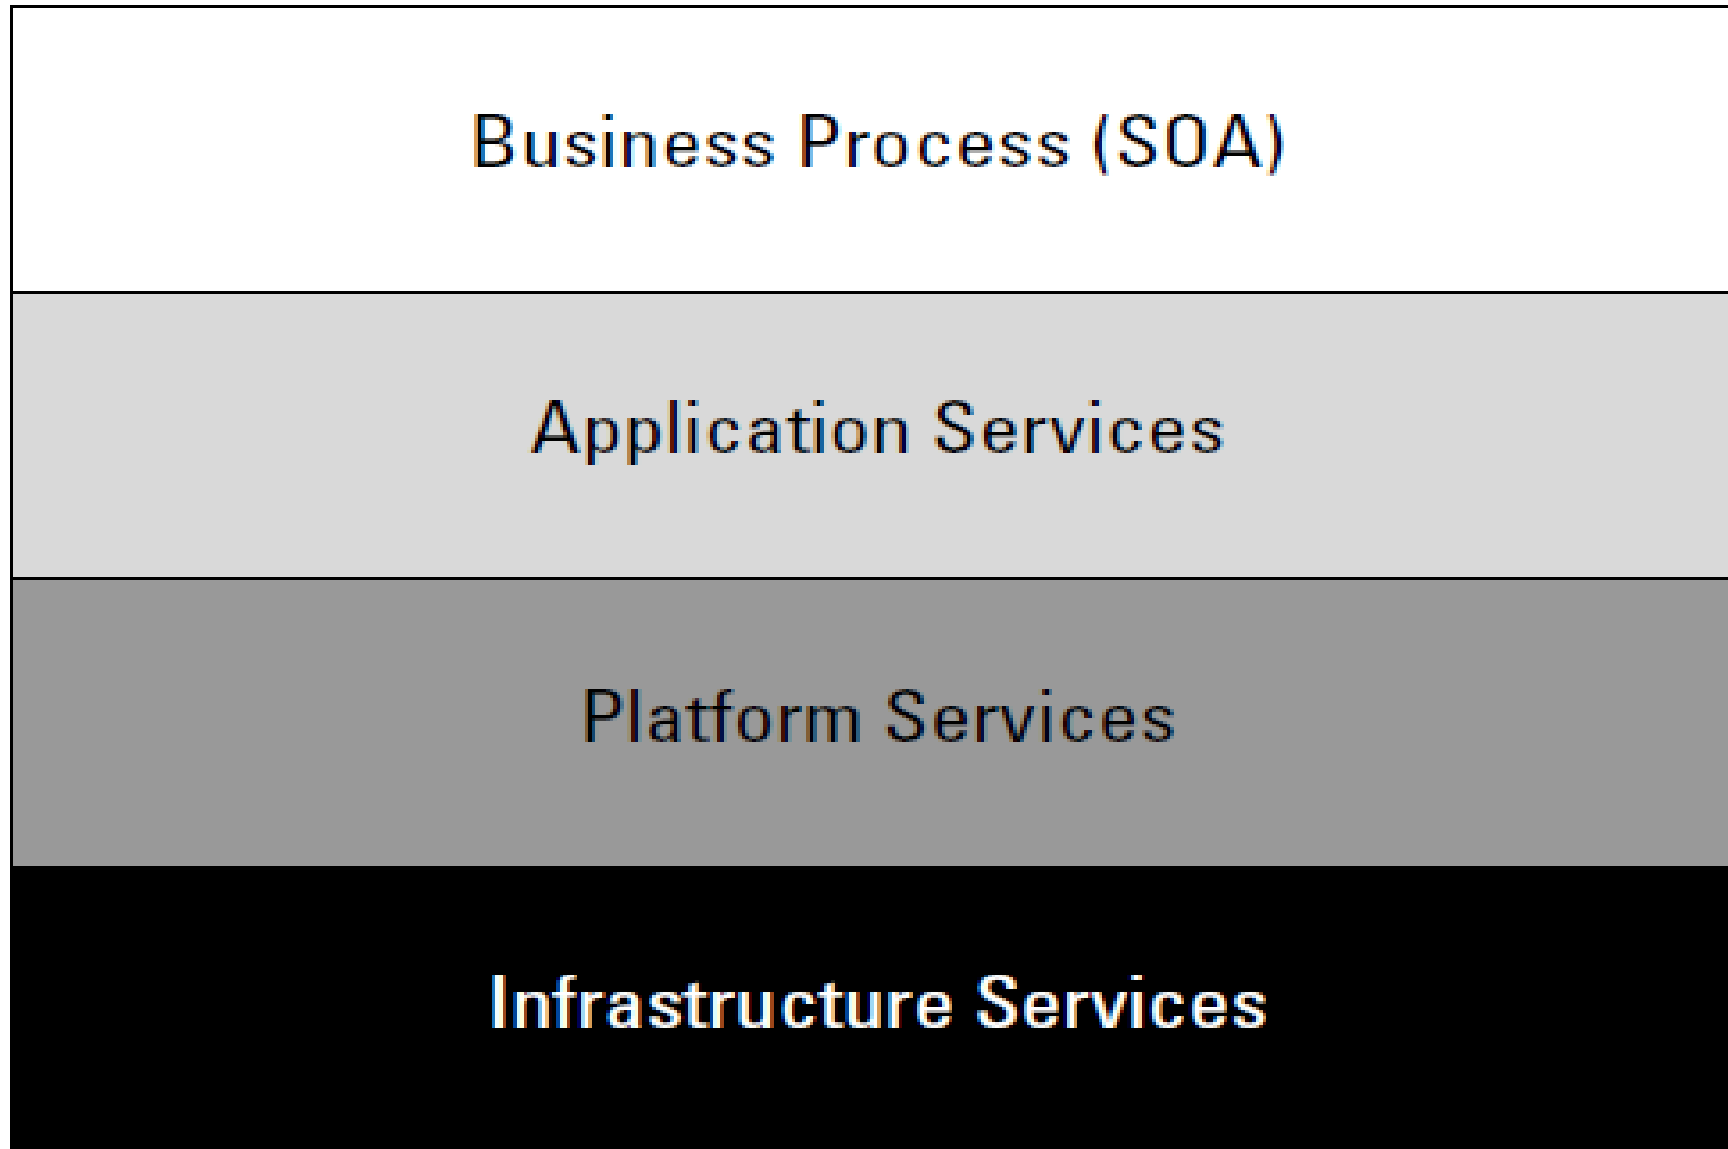 Business Process (SOA)
Application Services
Platform Services
Infrastructure Services